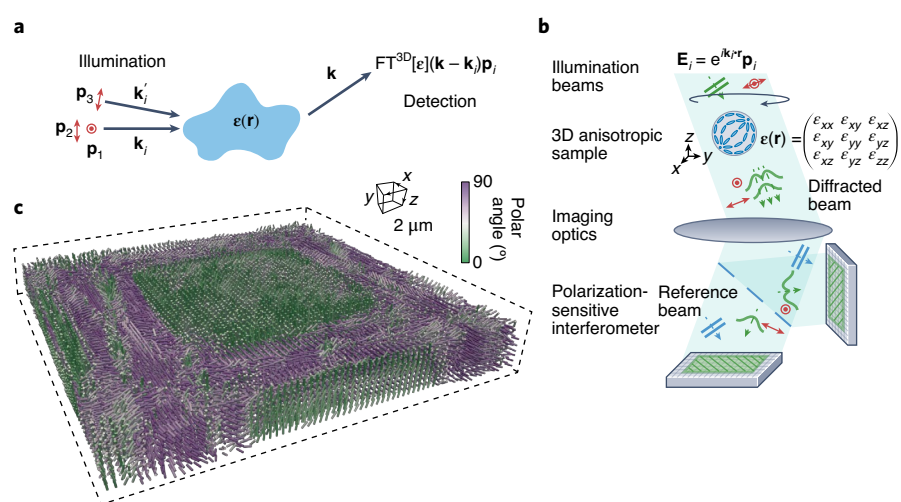 a
Illumination
p₃
k′ᵢ
p₂
p₁
kᵢ
ε(r)
k
FT³ᴰ[ε](k − kᵢ)pᵢ
Detection
b
Eᵢ = eⁱᵏⁱ·ʳpᵢ
Illumination
beams
3D anisotropic
sample
z
y
x
ε(r) =
εxx εxy εxz
εxy εyy εyz
εxz εyz εzz
Diffracted
beam
Imaging
optics
Polarization-
sensitive
interferometer
Reference
beam
c
x
y
z
2 μm
90
0
Polar
angle (°)